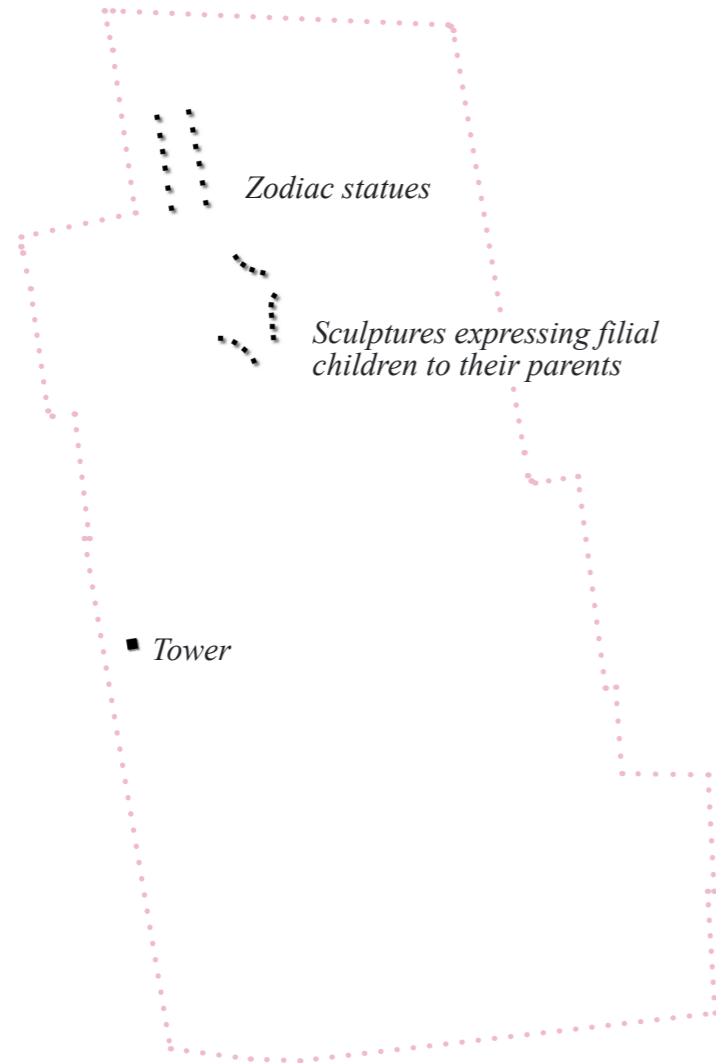 Zodiac statues
Sculptures expressing filial
children to their parents
Tower